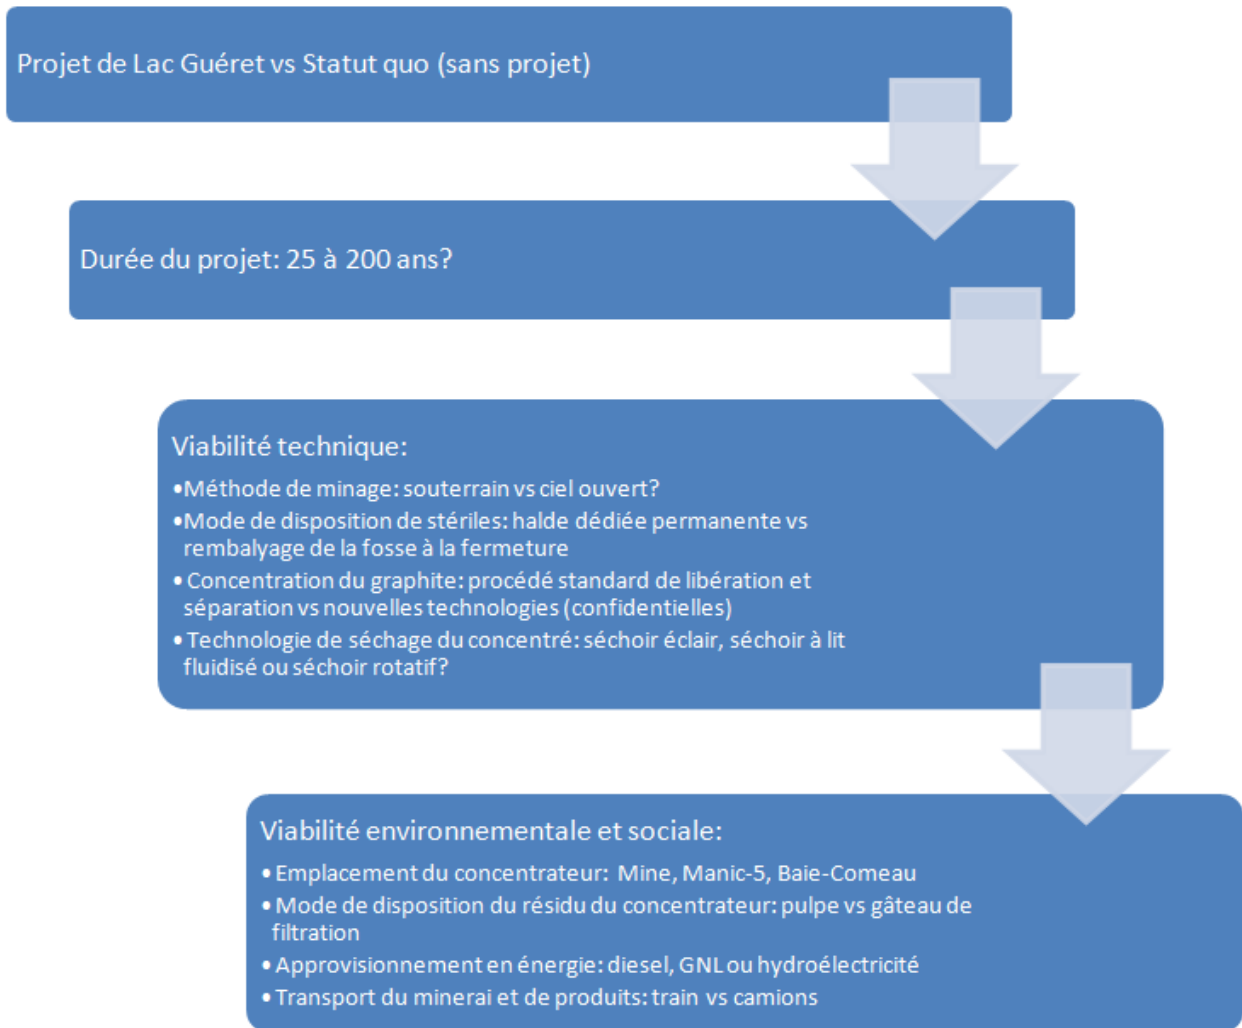 Projet de Lac Guéret vs Statut quo (sans projet)
Durée du projet: 25 à 200 ans?
Viabilité technique:
•Méthode de minage: souterrain vs ciel ouvert?
•Mode de disposition de stériles: halde dédiée permanente vs
rembalyage de la fosse à la fermeture
• Concentration du graphite: procédé standard de libération et
séparation vs nouvelles technologies (confidentielles)
• Technologie de séchage du concentré: séchoir éclair, séchoir à lit
fluidisé ou séchoir rotatif?
Viabilité environnementale et sociale:
• Emplacement du concentrateur: Mine, Manic-5, Baie-Comeau
• Mode de disposition du résidu du concentrateur: pulpe vs gâteau de
filtration
• Approvisionnement en énergie: diesel, GNL ou hydroélectricité
• Transport du minerai et de produits: train vs camions